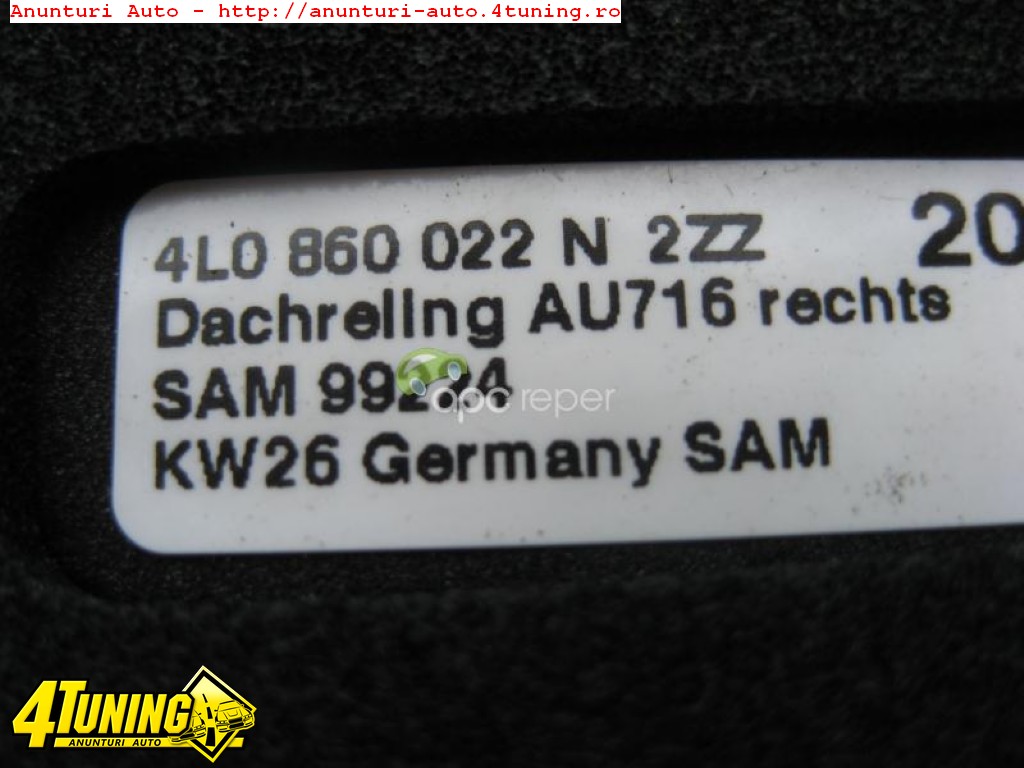 Anunturi Auto - http://anunturi-auto.4tuning.ro
4L0 860 022 N 2ZZ 20
Dachreling AU716 rechts
SAM
apc reper
KW26 Germany SAM
4TUNING
ANUNTURI AUTO